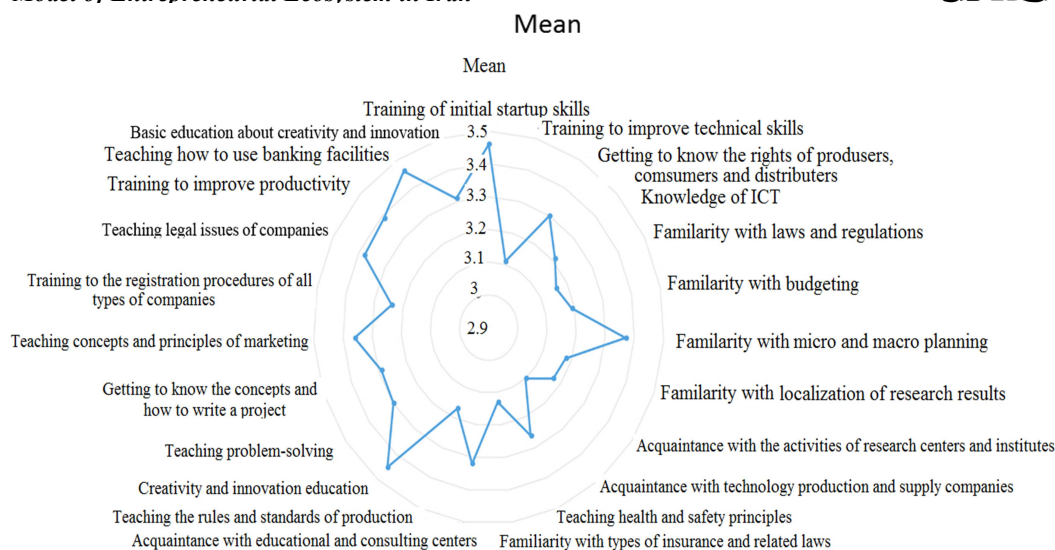 Model of Entrepreneurial Ecosystem in Iran
Mean
Mean
Training of initial startup skills
Basic education about creativity and innovation
3.5
Training to improve technical skills
Teaching how to use banking facilities
Getting to know the rights of produsers,
comsumers and distributers
3.4
Training to improve productivity
3.3
Knowledge of ICT
Teaching legal issues of companies
3.2
Familarity with laws and regulations
3.1
Training to the registration procedures of all
types of companies
3
Familarity with budgeting
2.9
Teaching concepts and principles of marketing
Familarity with micro and macro planning
Getting to know the concepts and
how to write a project
Familarity with localization of research results
Teaching problem-solving
Acquaintance with the activities of research centers and institutes
Creativity and innovation education
Acquaintance with technology production and supply companies
Teaching the rules and standards of production
Teaching health and safety principles
Acquaintance with educational and consulting centers
Familiarity with types of insurance and related laws